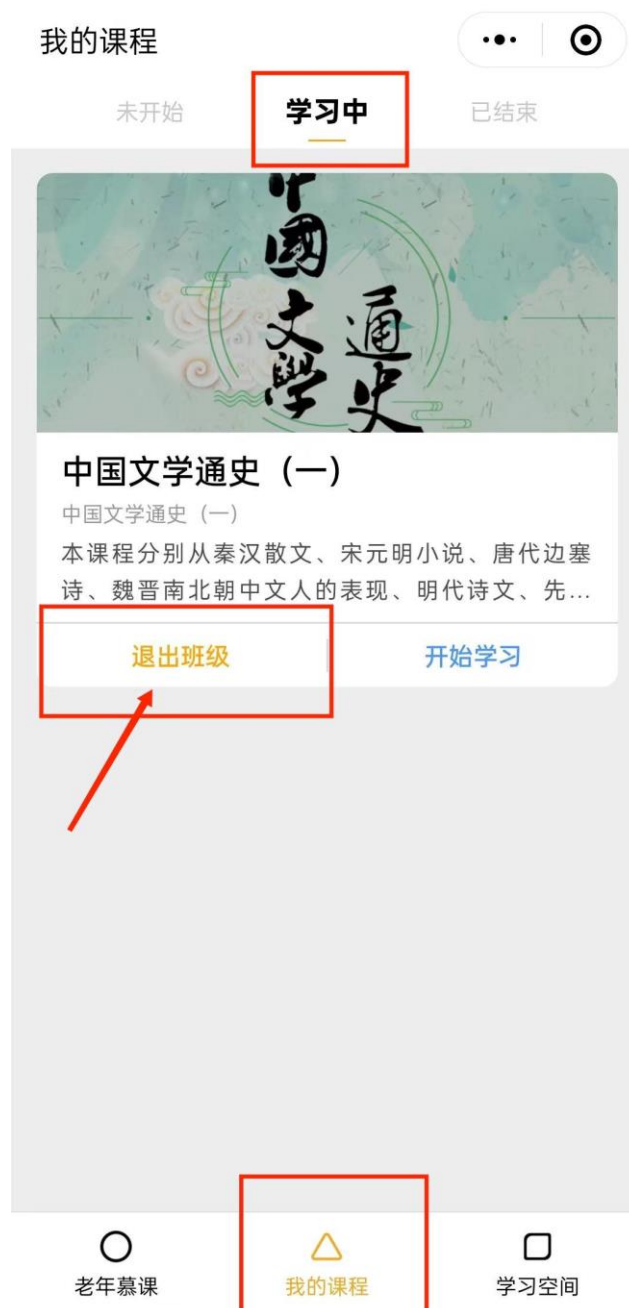 我的课程
未开始 学习中 已结束
中國文學
通史
中国文学通史（一）
中国文学通史（一）
本课程分别从秦汉散文、宋元明小说、唐代边塞
诗、魏晋南北朝中文人的表现、明代诗文、先...
退出班级 开始学习
老年慕课 我的课程 学习空间